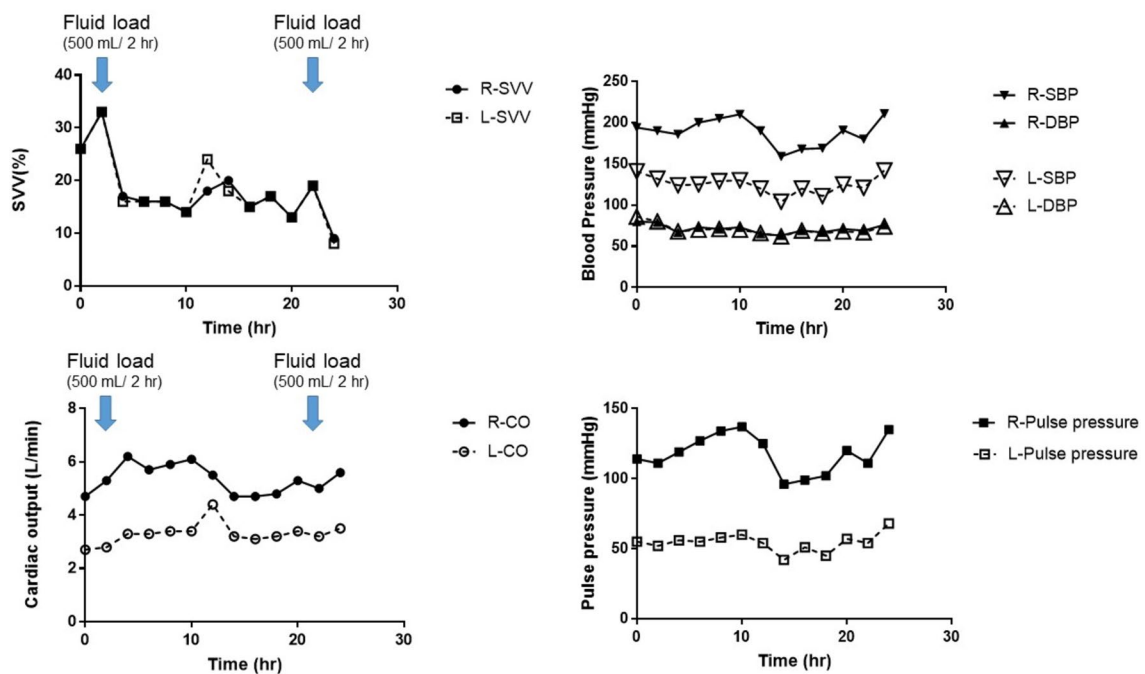 Fluid load
(500 mL/ 2 hr)
Fluid load
(500 mL/ 2 hr)
40
30
20
10
0
SVV(%)
0
10
20
30
Time (hr)
R-SVV
L-SVV
250
200
150
100
50
0
Blood Pressure (mmHg)
0
10
20
30
Time (hr)
R-SBP
R-DBP
L-SBP
L-DBP
Fluid load
(500 mL/ 2 hr)
Fluid load
(500 mL/ 2 hr)
8
6
4
2
0
Cardiac output (L/min)
0
10
20
30
Time (hr)
R-CO
L-CO
150
100
50
0
Pulse pressure (mmHg)
0
10
20
30
Time (hr)
R-Pulse pressure
L-Pulse pressure